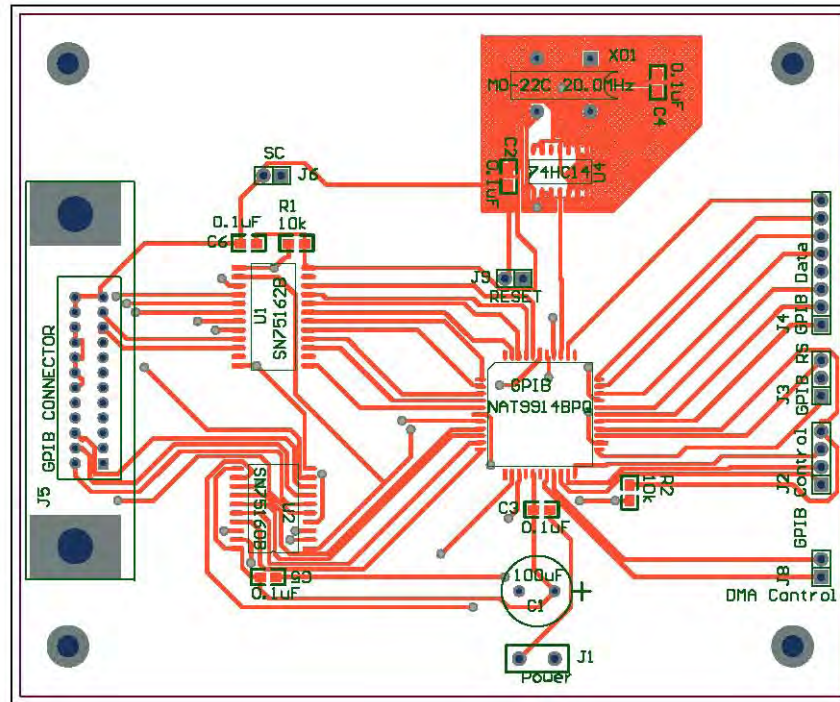 XO1
MO-22C 20.0MHz
0.1uF
C4
C2
0.1uF
74HC14
U4
SC
J6
0.1uF
C6
R1
10k
U1
SN75162B
J9
RESET
J4 GPIB Data
GPIB CONNECTOR
J5
GPIB
NAT9914BPQ
J3 GPIB RS
J2 GPIB Control
SN75160B
U2
C3
0.1uF
R2
10k
C5
0.1uF
100uF
C1
+
J8
DMA Control
J1
Power